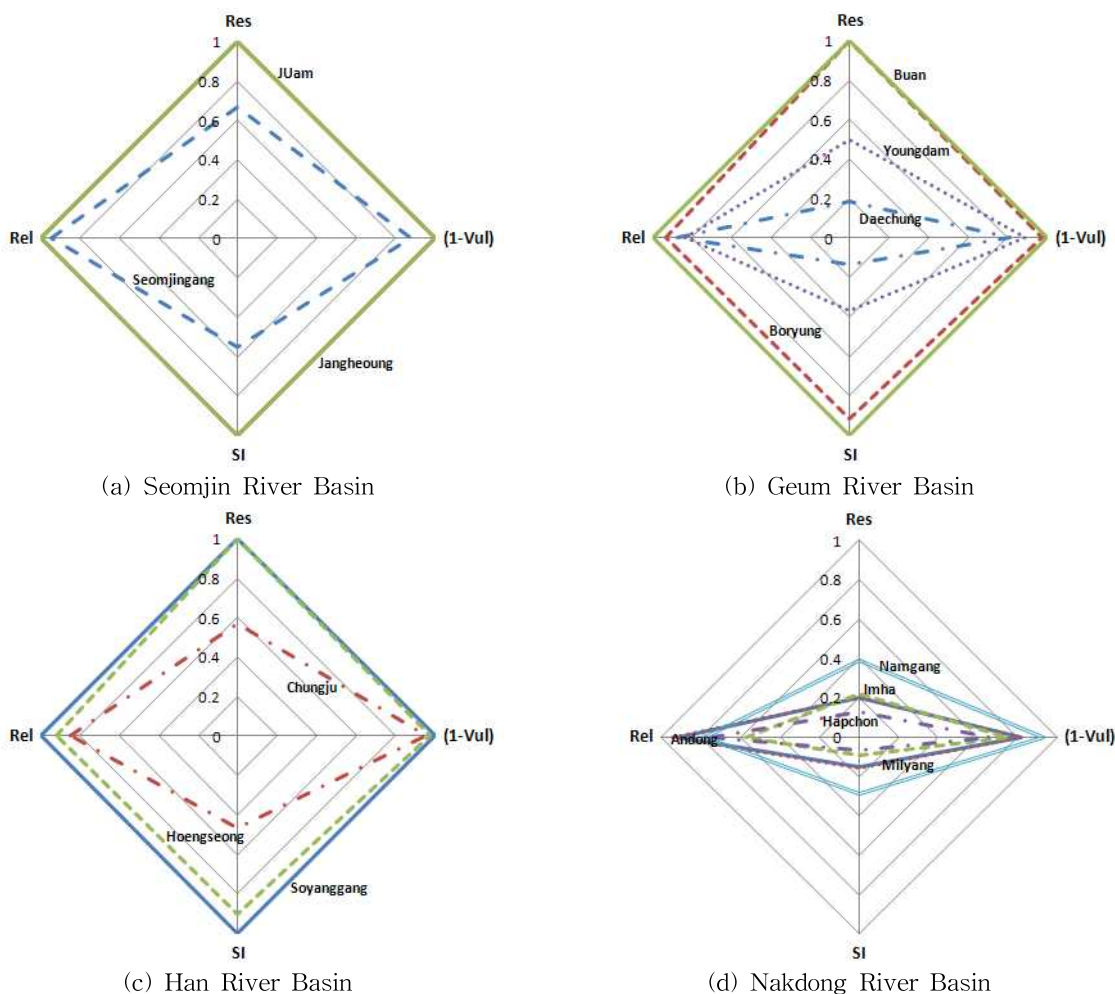 Res
1
JUam
0.8
0.6
0.4
0.2
Rel
0
(1-Vul)
Seomjingang
Jangheoung
SI
(a) Seomjin River Basin
Res
1
Buan
0.8
0.6
Youngdam
0.4
0.2
Daechung
Rel
0
(1-Vul)
Boryung
SI
(b) Geum River Basin
Res
1
0.8
0.6
0.4
Chungju
0.2
Rel
0
(1-Vul)
Hoengseong
Soyanggang
SI
(c) Han River Basin
Res
1
0.8
0.6
0.4
Namgang
Imha
0.2
Hapchon
Rel
Andong
0
(1-Vul)
Milyang
SI
(d) Nakdong River Basin